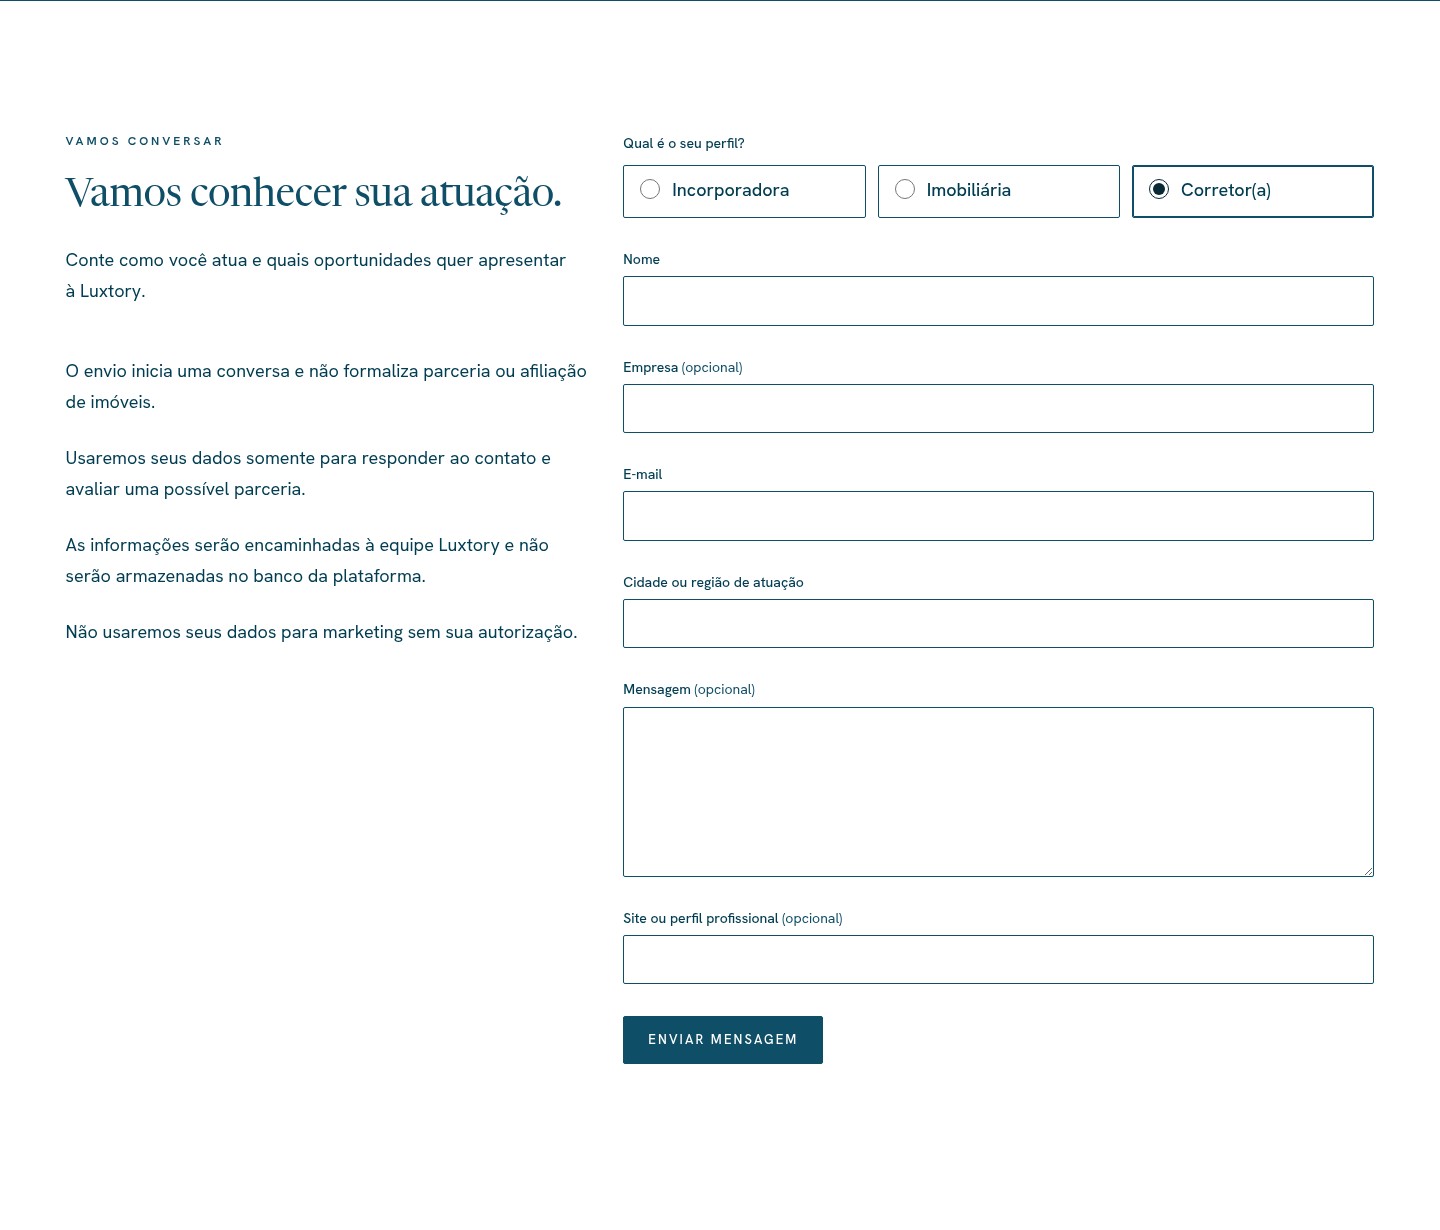 VAMOS CONVERSAR
Vamos conhecer sua atuação.
Conte como você atua e quais oportunidades quer apresentar
à Luxtory.
O envio inicia uma conversa e não formaliza parceria ou afiliação
de imóveis.
Usaremos seus dados somente para responder ao contato e
avaliar uma possível parceria.
As informações serão encaminhadas à equipe Luxtory e não
serão armazenadas no banco da plataforma.
Não usaremos seus dados para marketing sem sua autorização.
Qual é o seu perfil?
Incorporadora
Imobiliária
Corretor(a)
Nome
Empresa (opcional)
E-mail
Cidade ou região de atuação
Mensagem (opcional)
Site ou perfil profissional (opcional)
ENVIAR MENSAGEM